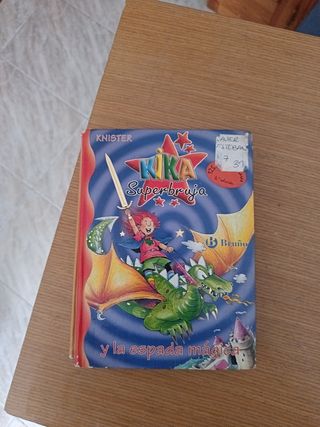 KNISTER
KIKA
Superbruja
Bruño
y la espada mágica